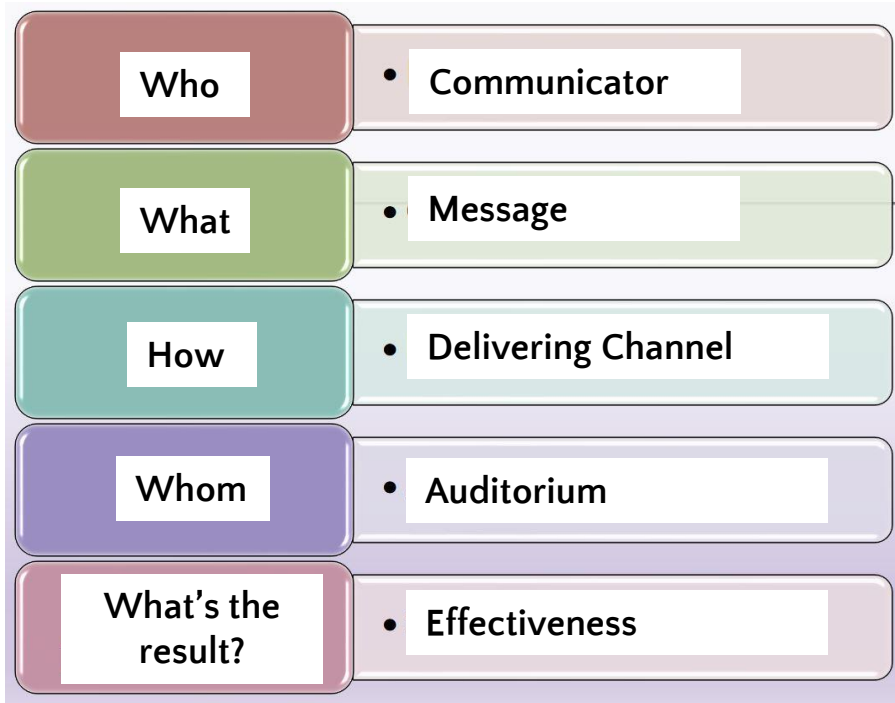 Who
• Communicator
What
• Message
How
• Delivering Channel
Whom
• Auditorium
What's the
result?
• Effectiveness